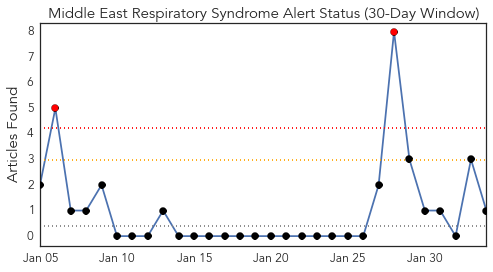 Middle East Respiratory Syndrome Alert Status (30-Day Window)
Articles Found
8
7
6
5
4
3
2
1
0
Jan 05
Jan 10
Jan 15
Jan 20
Jan 25
Jan 30